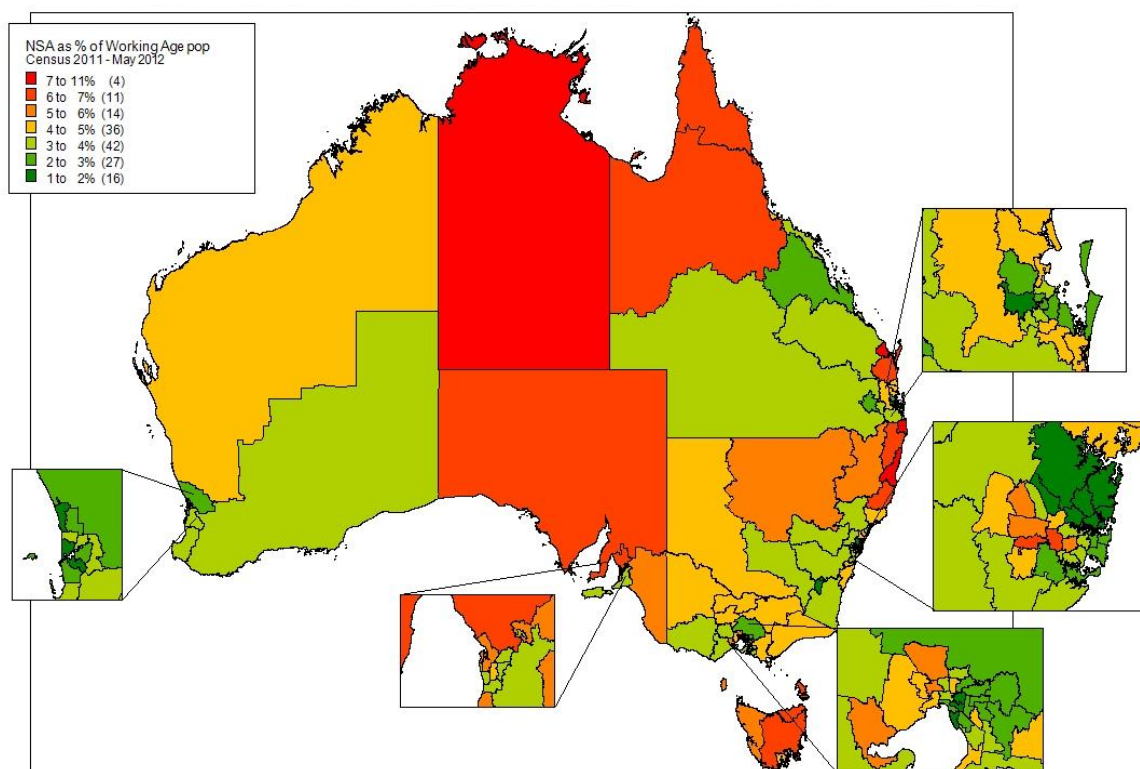 NSA as % of Working Age pop
Census 2011 - May 2012
7 to 11% (4)
6 to 7% (11)
5 to 6% (14)
4 to 5% (36)
3 to 4% (42)
2 to 3% (27)
1 to 2% (16)